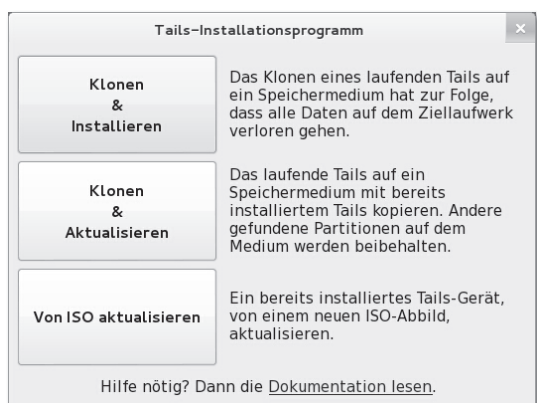 Tails-Installationsprogramm
Klonen
&
Installieren
Das Klonen eines laufenden Tails auf
ein Speichermedium hat zur Folge,
dass alle Daten auf dem Ziellaufwerk
verloren gehen.
Klonen
&
Aktualisieren
Das laufende Tails auf ein
Speichermedium mit bereits
installiertem Tails kopieren. Andere
gefundene Partitionen auf dem
Medium werden beibehalten.
Von ISO aktualisieren
Ein bereits installiertes Tails-Gerät,
von einem neuen ISO-Abbild,
aktualisieren.
Hilfe nötig? Dann die Dokumentation lesen.